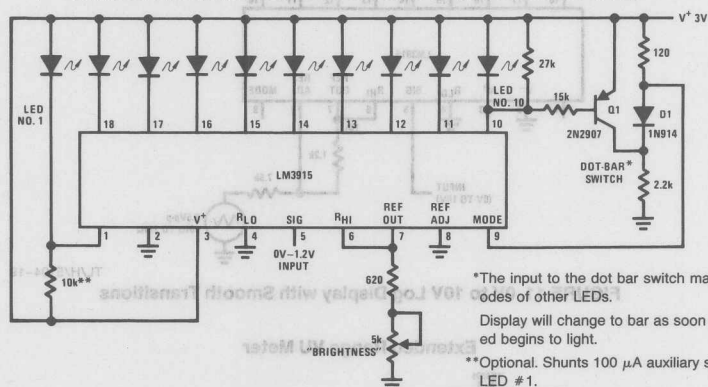 V⁺ 3V
120
27k
LED NO. 1
LED NO. 10
15k
Q1
2N2907
D1
1N914
DOT-BAR* SWITCH
2.2k
18 17 16 15 14 13 12 11 10
LM3915
V⁺ RLO SIG RHI REF OUT REF ADJ MODE
1 2 3 4 5 6 7 8 9
0V–1.2V INPUT
10k**
620
5k
"BRIGHTNESS"
*The input to the dot bar switch ma
odes of other LEDs.
Display will change to bar as soon
ed begins to light.
**Optional. Shunts 100 μA auxiliary s
LED #1.